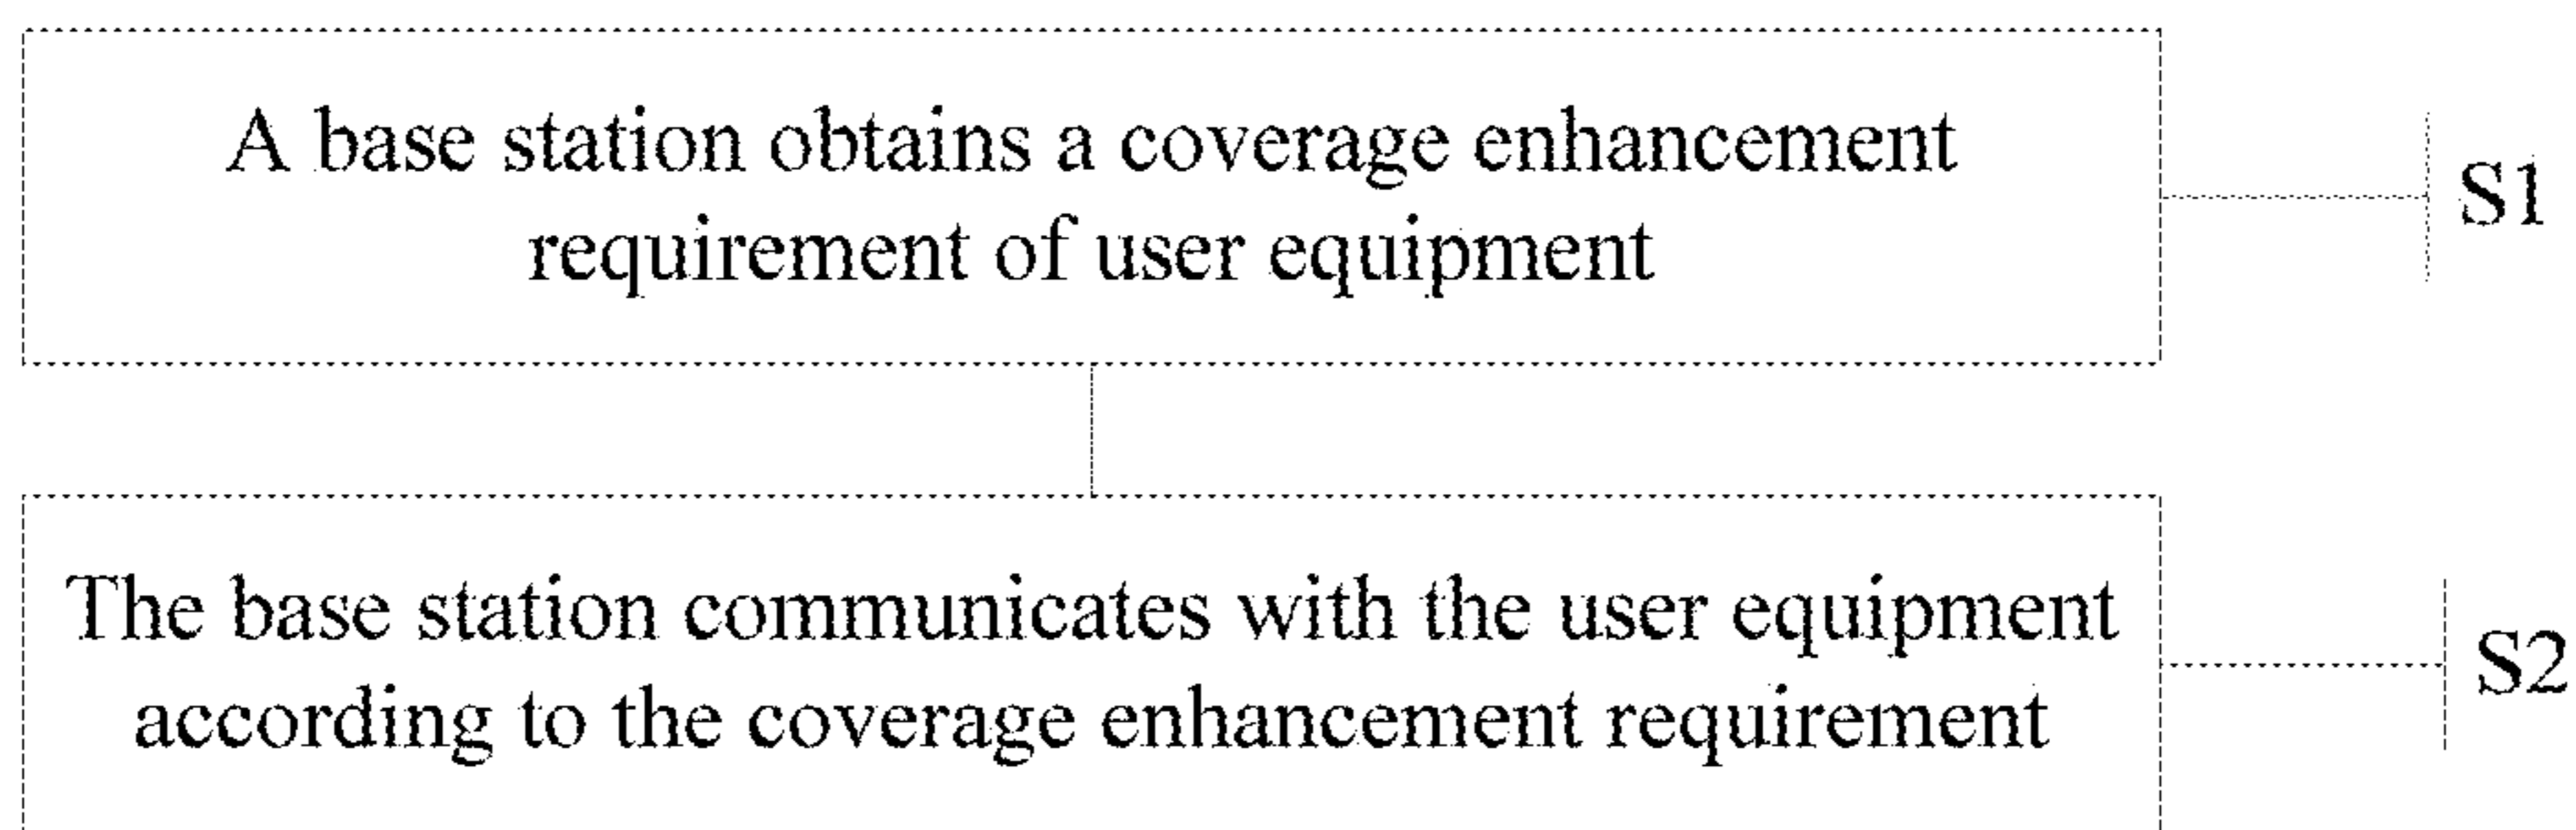 A base station obtains a coverage enhancement
requirement of user equipment
S1
The base station communicates with the user equipment
according to the coverage enhancement requirement
S2